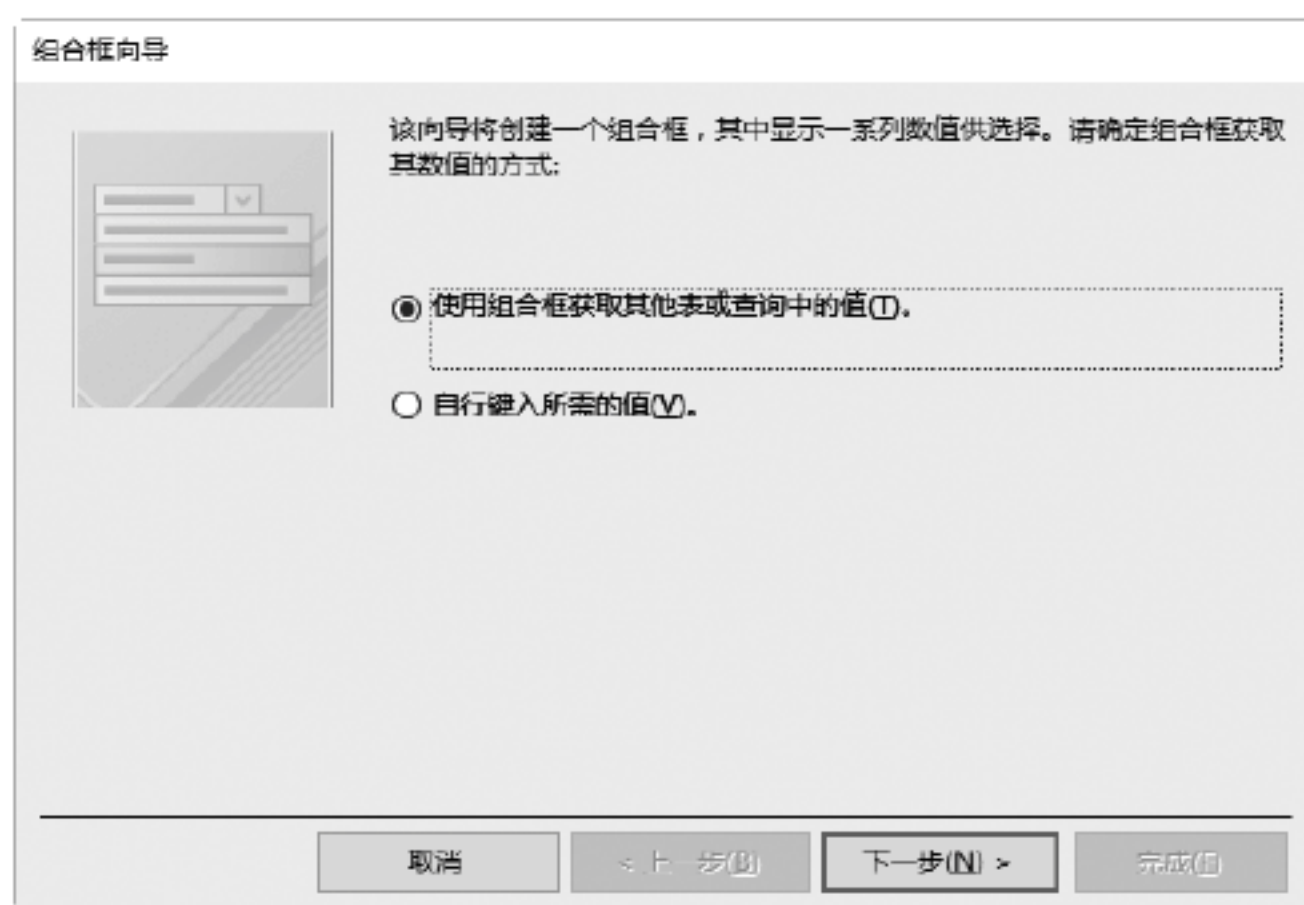 组合框向导
该向导将创建一个组合框，其中显示一系列数值供选择。请确定组合框获取
其数值的方式:
使用组合框获取其他表或查询中的值(T)。
自行键入所需的值(V)。
取消
< 上一步(B)
下一步(N) >
完成(F)